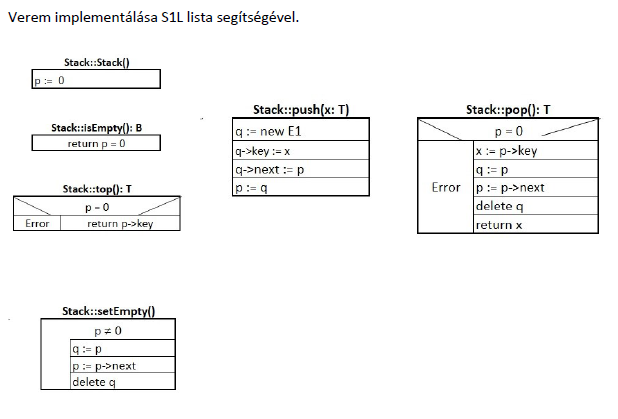 Verem implementálása S1L lista segítségével.
Stack::Stack()
p := 0
Stack::isEmpty(): B
return p = 0
Stack::top(): T
p = 0
Error
return p->key
Stack::push(x: T)
q := new E1
q->key := x
q->next := p
p := q
Stack::pop(): T
p = 0
Error
x := p->key
q := p
p := p->next
delete q
return x
Stack::setEmpty()
p ≠ 0
q := p
p := p->next
delete q